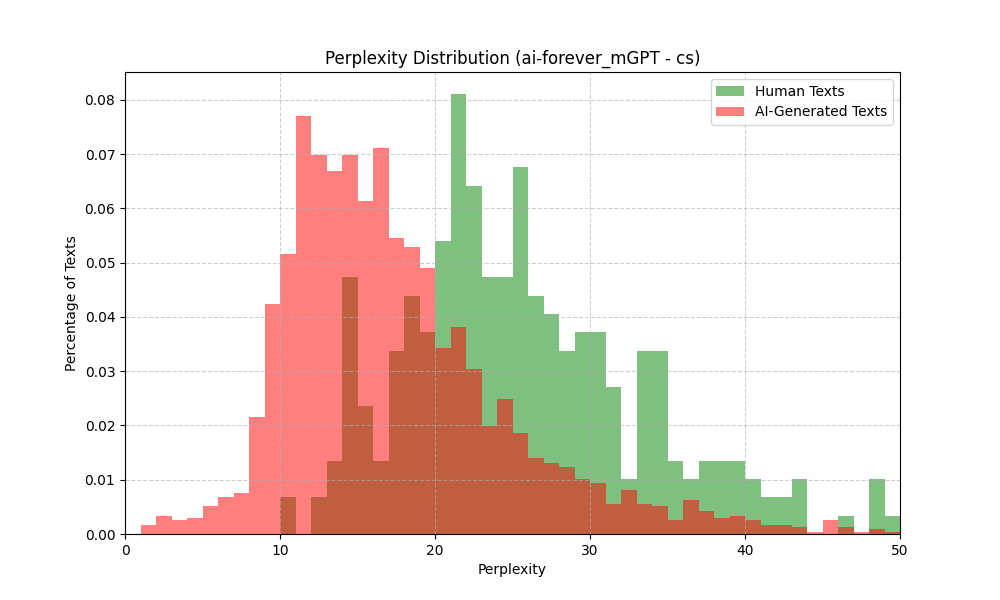 Perplexity Distribution (ai-forever_mGPT - cs)
Human Texts
AI-Generated Texts
Percentage of Texts
0.08
0.07
0.06
0.05
0.04
0.03
0.02
0.01
0.00
0 10 20 30 40 50
Perplexity